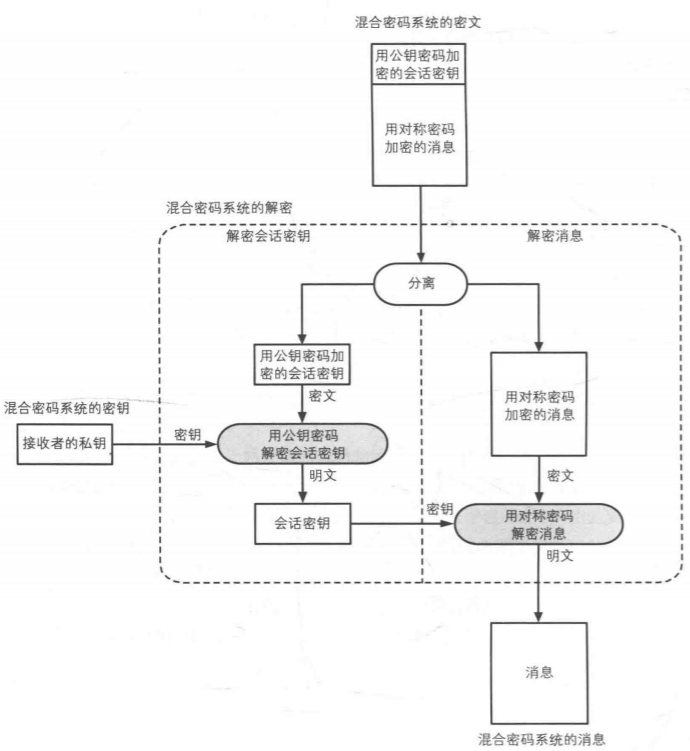 混合密码系统的密文
用公钥密码加
密的会话密钥
用对称密码
加密的消息
混合密码系统的解密
解密会话密钥
解密消息
分离
用公钥密码加
密的会话密钥
密文
用对称密码
加密的消息
混合密码系统的密钥
接收者的私钥
密钥
用公钥密码
解密会话密钥
明文
密文
会话密钥
密钥
用对称密码
解密消息
明文
消息
混合密码系统的消息